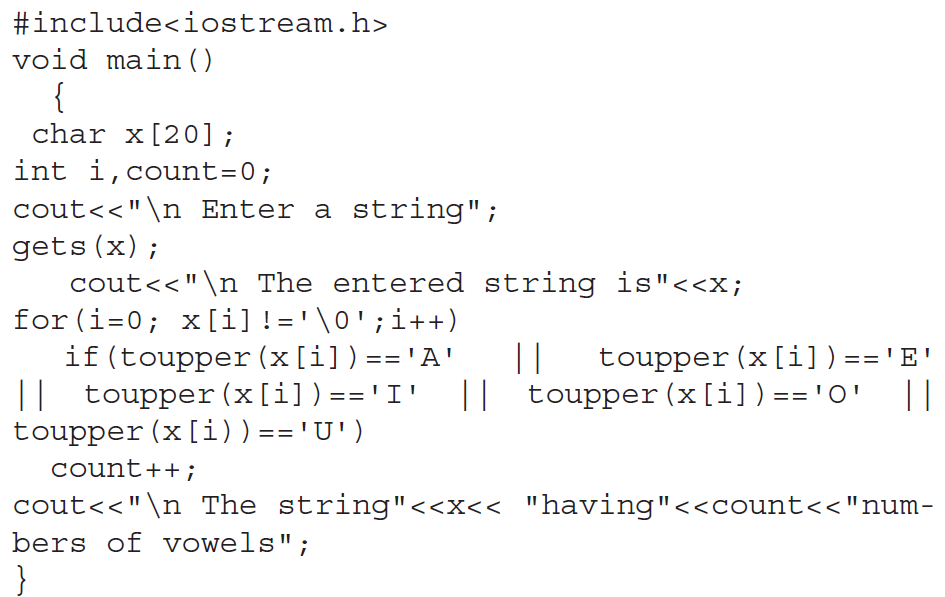 #include<iostream.h>
void main()
{
char x[20];
int i,count=0;
cout<<"\n Enter a string";
gets(x);
cout<<"\n The entered string is"<<x;
for(i=0; x[i]!='\0';i++)
if(toupper(x[i])=='A' || toupper(x[i])=='E'
|| toupper(x[i])=='I' || toupper(x[i])=='O' ||
toupper(x[i))=='U')
count++;
cout<<"\n The string"<<x<< "having"<<count<<"num-
bers of vowels";
}